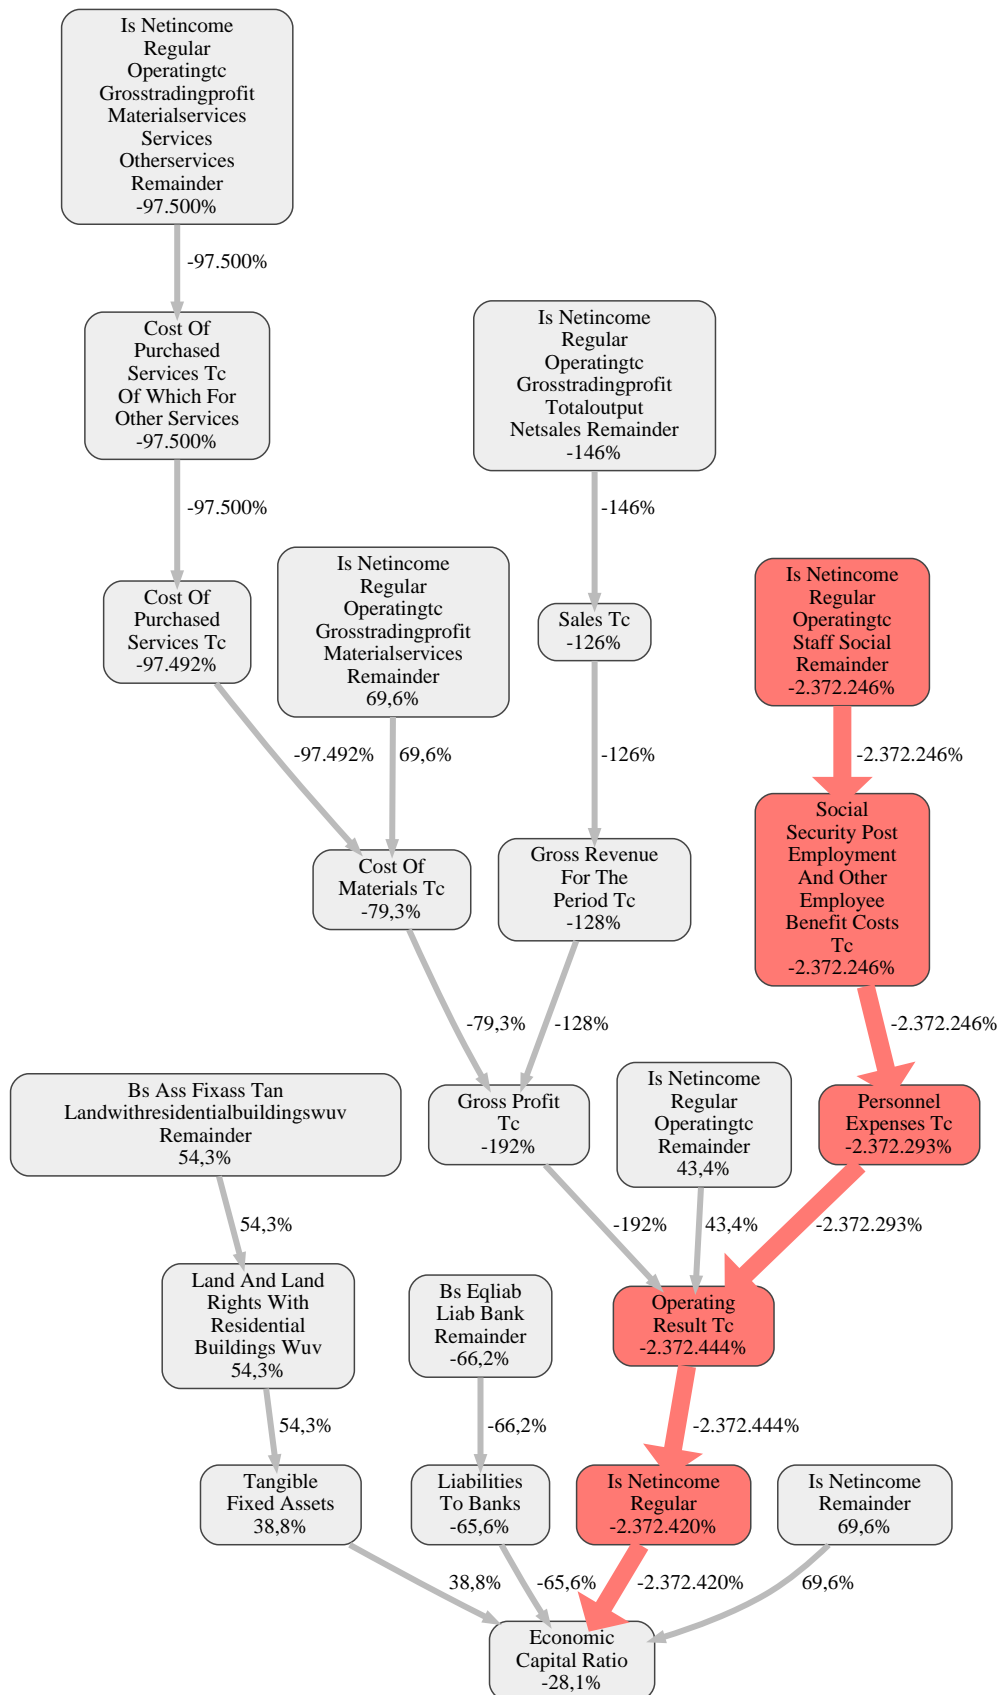 Is Netincome
Regular
Operatingtc
Grosstradingprofit
Materialservices
Services
Otherservices
Remainder
-97.500%
-97.500%
Cost Of
Purchased
Services Tc
Of Which For
Other Services
-97.500%
Is Netincome
Regular
Operatingtc
Grosstradingprofit
Totaloutput
Netsales Remainder
-146%
-97.500%
-146%
Cost Of
Purchased
Services Tc
-97.492%
Is Netincome
Regular
Operatingtc
Grosstradingprofit
Materialservices
Remainder
69,6%
Sales Tc
-126%
Is Netincome
Regular
Operatingtc
Staff Social
Remainder
-2.372.246%
-97.492%
69,6%
-126%
-2.372.246%
Cost Of
Materials Tc
-79,3%
Gross Revenue
For The
Period Tc
-128%
Social
Security Post
Employment
And Other
Employee
Benefit Costs
Tc
-2.372.246%
-79,3%
-128%
-2.372.246%
Bs Ass Fixass Tan
Landwithresidentialbuildingswuv
Remainder
54,3%
Gross Profit
Tc
-192%
Is Netincome
Regular
Operatingtc
Remainder
43,4%
Personnel
Expenses Tc
-2.372.293%
54,3%
-192%
43,4%
-2.372.293%
Land And Land
Rights With
Residential
Buildings Wuv
54,3%
Bs Eqliab
Liab Bank
Remainder
-66,2%
Operating
Result Tc
-2.372.444%
54,3%
-66,2%
-2.372.444%
Tangible
Fixed Assets
38,8%
Liabilities
To Banks
-65,6%
Is Netincome
Regular
-2.372.420%
Is Netincome
Remainder
69,6%
38,8%
-65,6%
-2.372.420%
69,6%
Economic
Capital Ratio
-28,1%